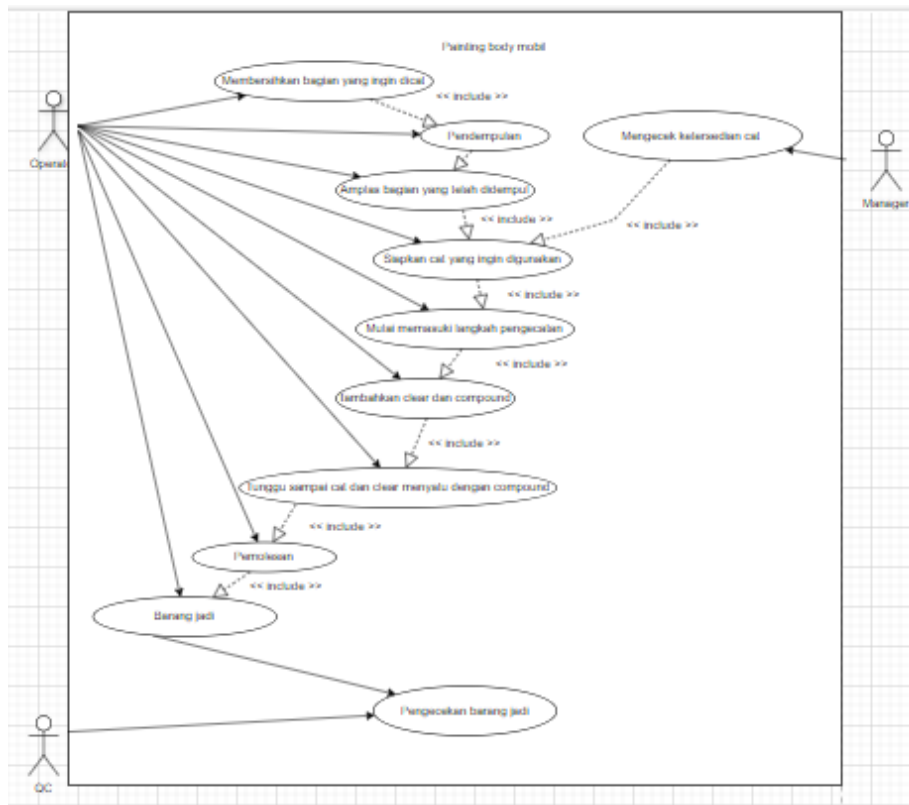 Painting body mobil
Membersihkan bagian yang ingin dicat
<< include >>
Pendempulan
Mengecek ketersedian cat
Operat
Manager
Amplas bagian yang telah didempul
<< include >>
<< include >>
Siapkan cat yang ingin digunakan
<< include >>
Mulai memasuki langkah pengecatan
<< include >>
Tambahkan clear dan compound
<< include >>
Tunggu sampai cat dan clear menyatu dengan compound
<< include >>
Pemolesan
<< include >>
Barang jadi
Pengecekan barang jadi
QC